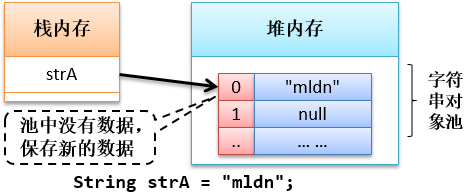 栈内存
堆内存
strA
0
"mldn"
1
null
..
... ...
字符
串对
象池
池中没有数据，
保存新的数据
String strA = "mldn";